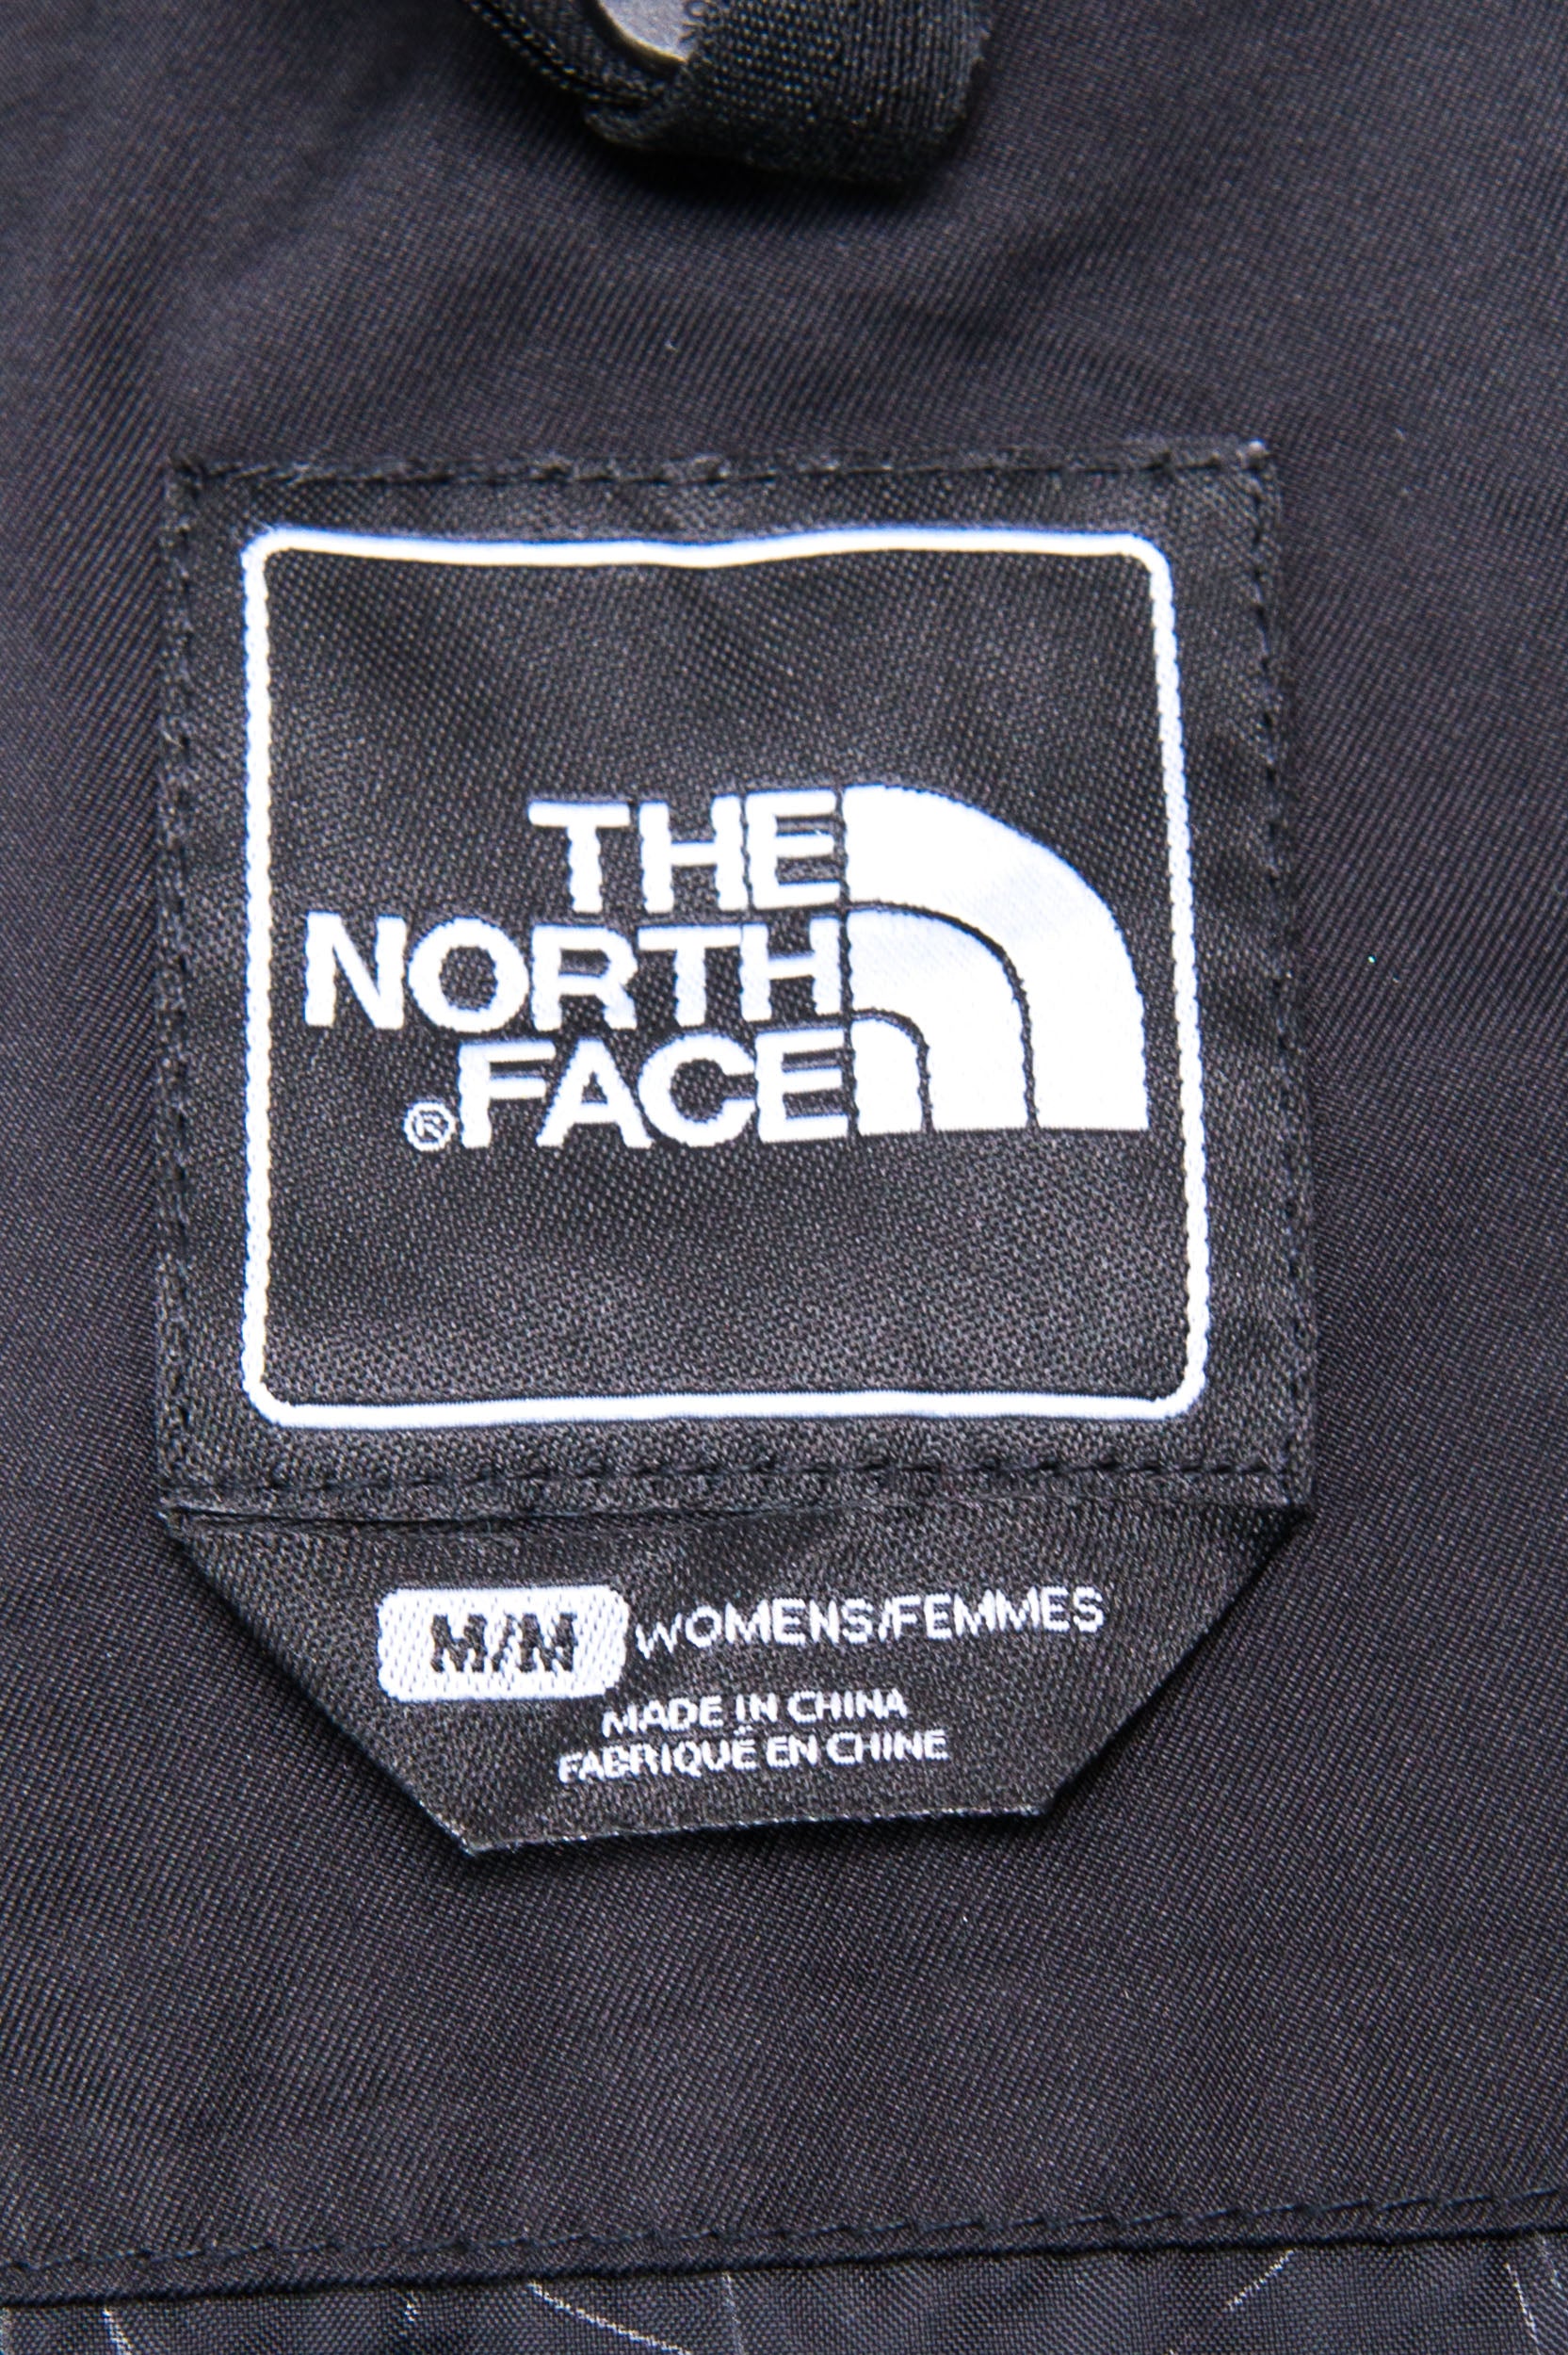 THE
NORTH
FACE
®
M/M WOMENS/FEMMES
MADE IN CHINA
FABRIQUÉ EN CHINE